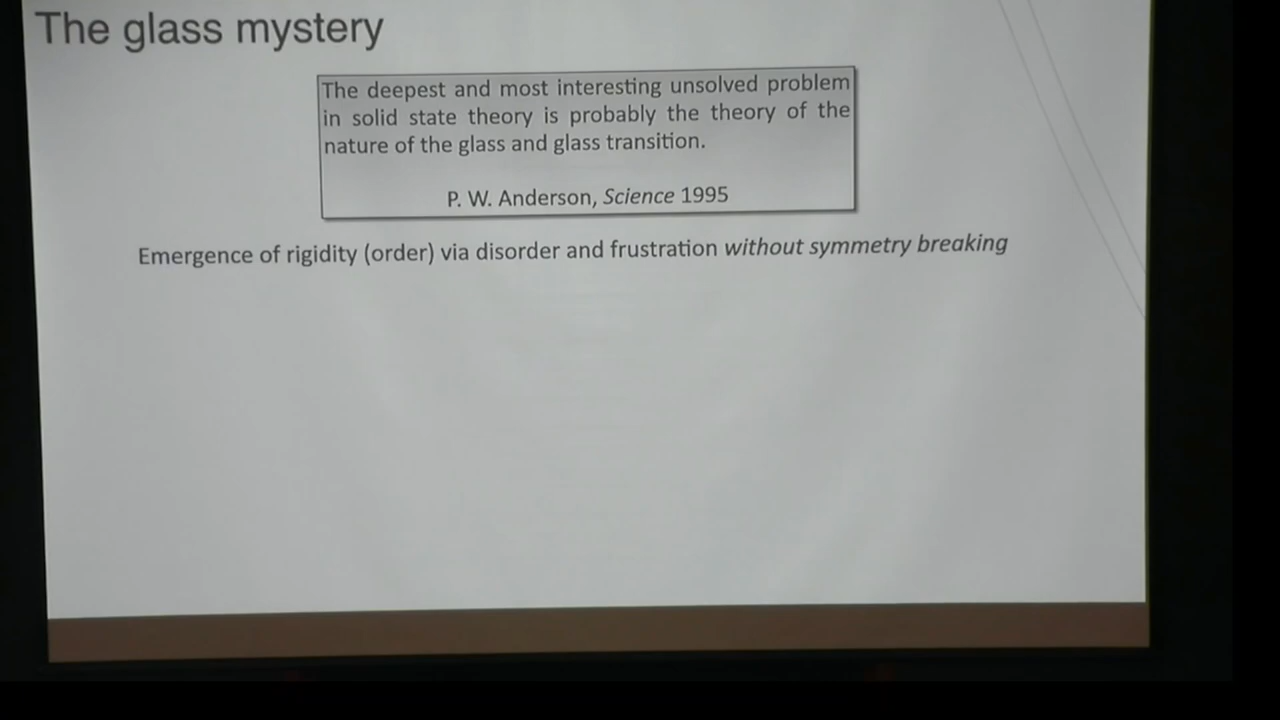 The glass mystery
The deepest and most interesting unsolved problem
in solid state theory is probably the theory of the
nature of the glass and glass transition.
P. W. Anderson, Science 1995
Emergence of rigidity (order) via disorder and frustration without symmetry breaking